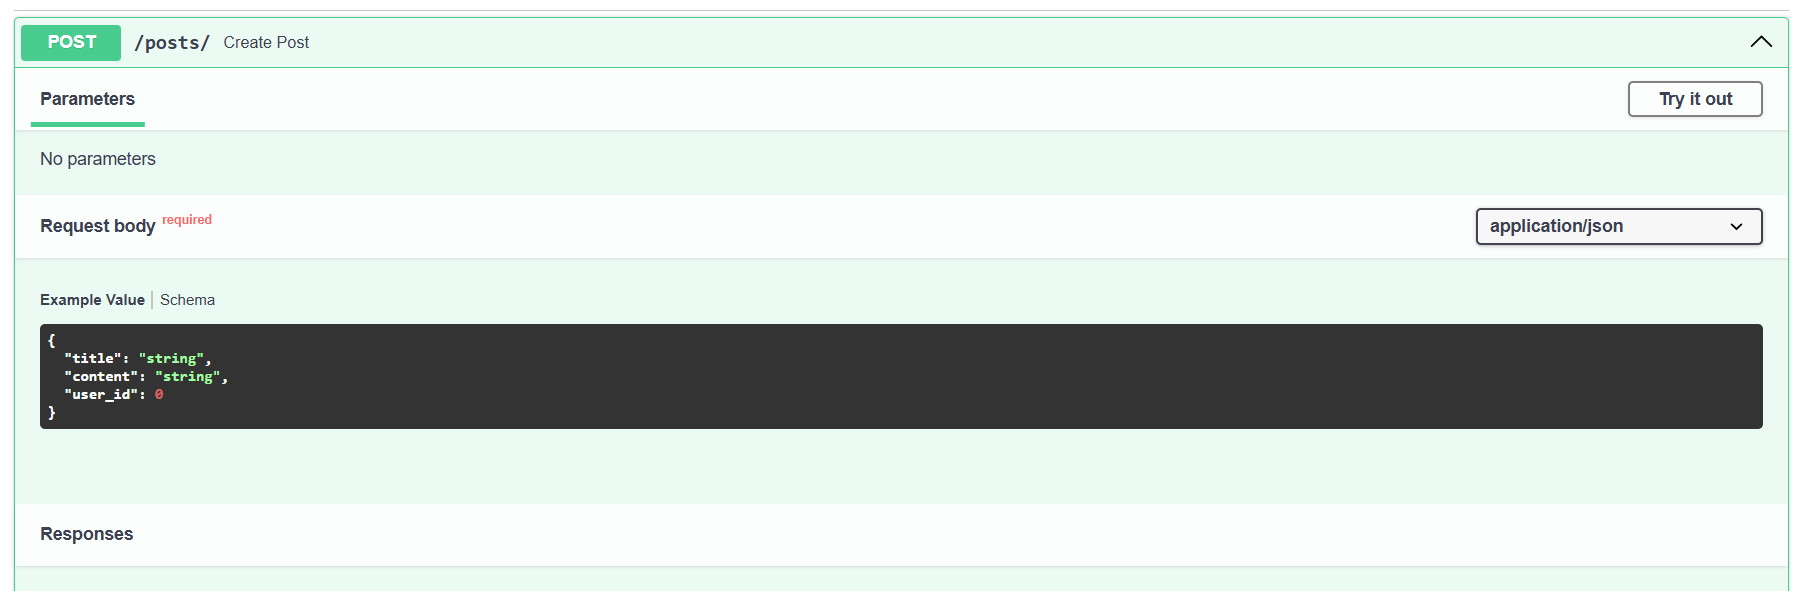 POST /posts/ Create Post
Parameters
Try it out
No parameters
Request body required
application/json
Example Value | Schema
{
  "title": "string",
  "content": "string",
  "user_id": 0
}
Responses